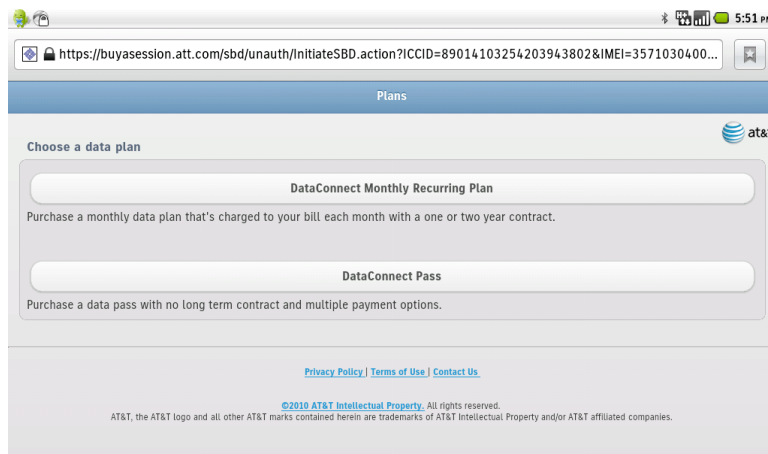 5:51 PM
https://buyasession.att.com/sbd/unauth/InitiateSBD.action?ICCID=89014103254203943802&IMEI=3571030400...
Plans
at&
Choose a data plan
DataConnect Monthly Recurring Plan
Purchase a monthly data plan that's charged to your bill each month with a one or two year contract.
DataConnect Pass
Purchase a data pass with no long term contract and multiple payment options.
Privacy Policy | Terms of Use | Contact Us
©2010 AT&T Intellectual Property. All rights reserved.
AT&T, the AT&T logo and all other AT&T marks contained herein are trademarks of AT&T Intellectual Property and/or AT&T affiliated companies.